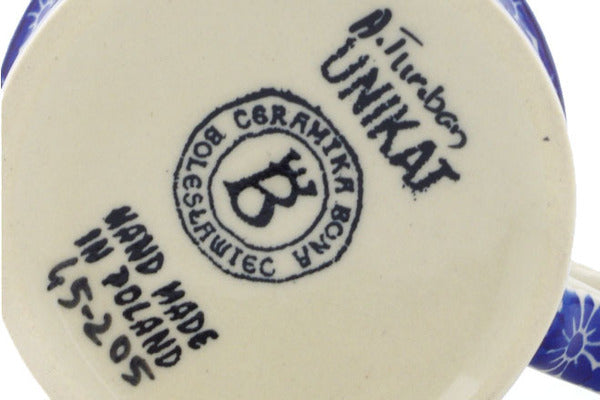 A. Turban
UNIKAT
CERAMIKA BONA
BOLESŁAWIEC
B
HAND MADE
IN POLAND
45-205